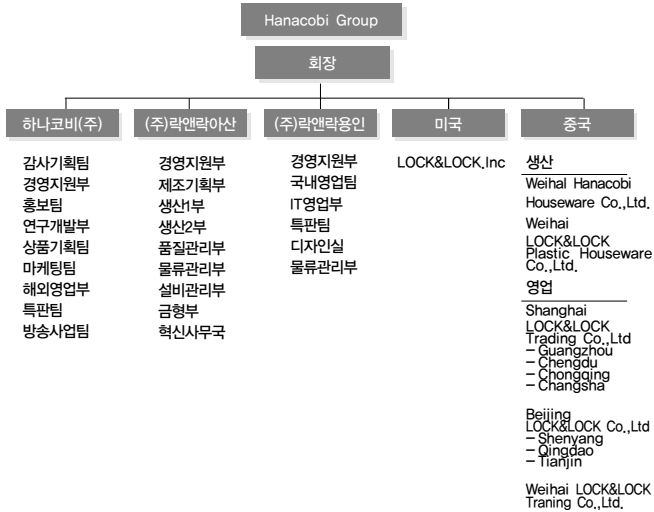 Hanacobi Group
회장
하나코비(주)
감사기획팀
경영지원부
홍보팀
연구개발부
상품기획팀
마케팅팀
해외영업부
특판팀
방송사업팀
(주)락앤락아산
경영지원부
제조기획부
생산1부
생산2부
품질관리부
물류관리부
설비관리부
금형부
혁신사무국
(주)락앤락용인
경영지원부
국내영업팀
IT영업부
특판팀
디자인실
물류관리부
미국
LOCK&LOCK.Inc
중국
생산
Weihal Hanacobi
Houseware Co.,Ltd.
Weihai
LOCK&LOCK
Plastic Houseware
Co.,Ltd.
영업
Shanghai
LOCK&LOCK
Trading Co.,Ltd
- Guangzhou
- Chengdu
- Chongqing
- Changsha
Beijing
LOCK&LOCK Co.,Ltd
- Shenyang
- Qingdao
- Tianjin
Weihai LOCK&LOCK
Traning Co.,Ltd.